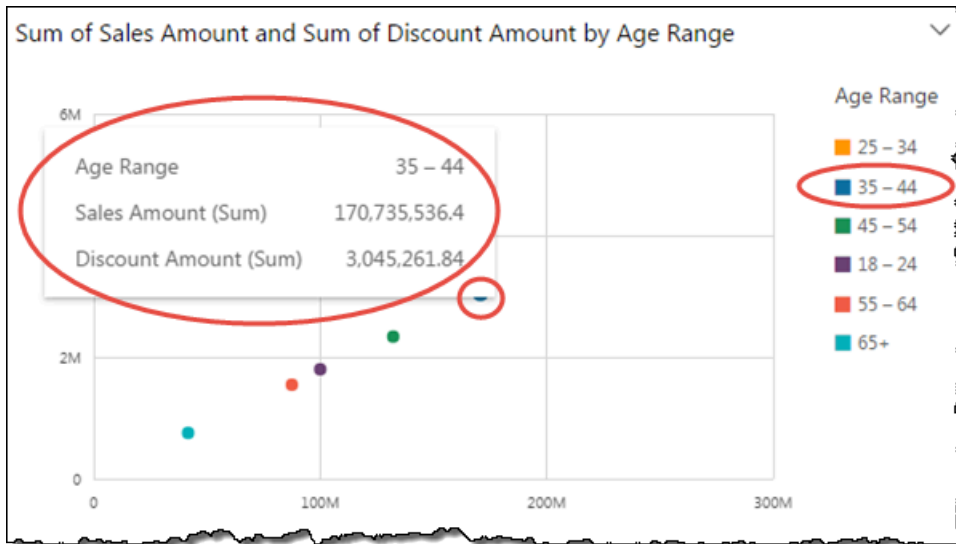 Sum of Sales Amount and Sum of Discount Amount by Age Range
Age Range
25 – 34
35 – 44
45 – 54
18 – 24
55 – 64
65+
6M
Age Range 35 – 44
Sales Amount (Sum) 170,735,536.4
Discount Amount (Sum) 3,045,261.84
2M
0
0 100M 200M 300M